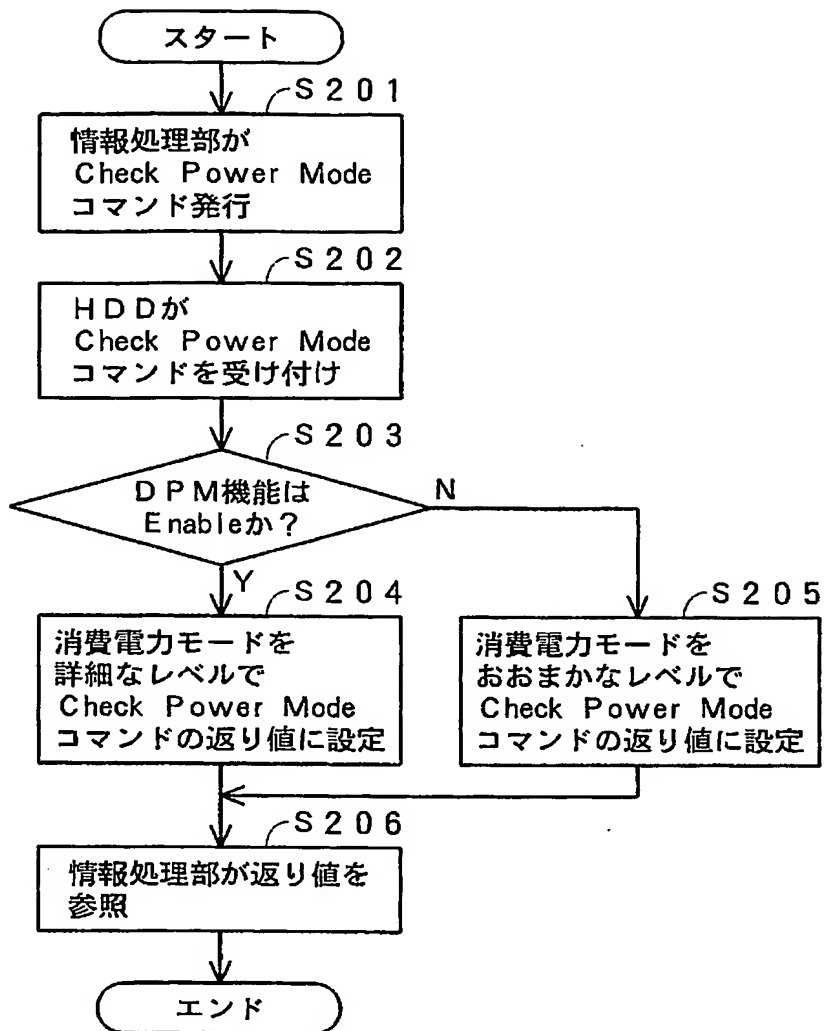 スタート
S201
情報処理部が
Check Power Mode
コマンド発行
S202
HDDが
Check Power Mode
コマンドを受け付け
S203
DPM機能は
Enableか？
N
Y
S204
消費電力モードを
詳細なレベルで
Check Power Mode
コマンドの返り値に設定
S205
消費電力モードを
おおまかなレベルで
Check Power Mode
コマンドの返り値に設定
S206
情報処理部が返り値を
参照
エンド